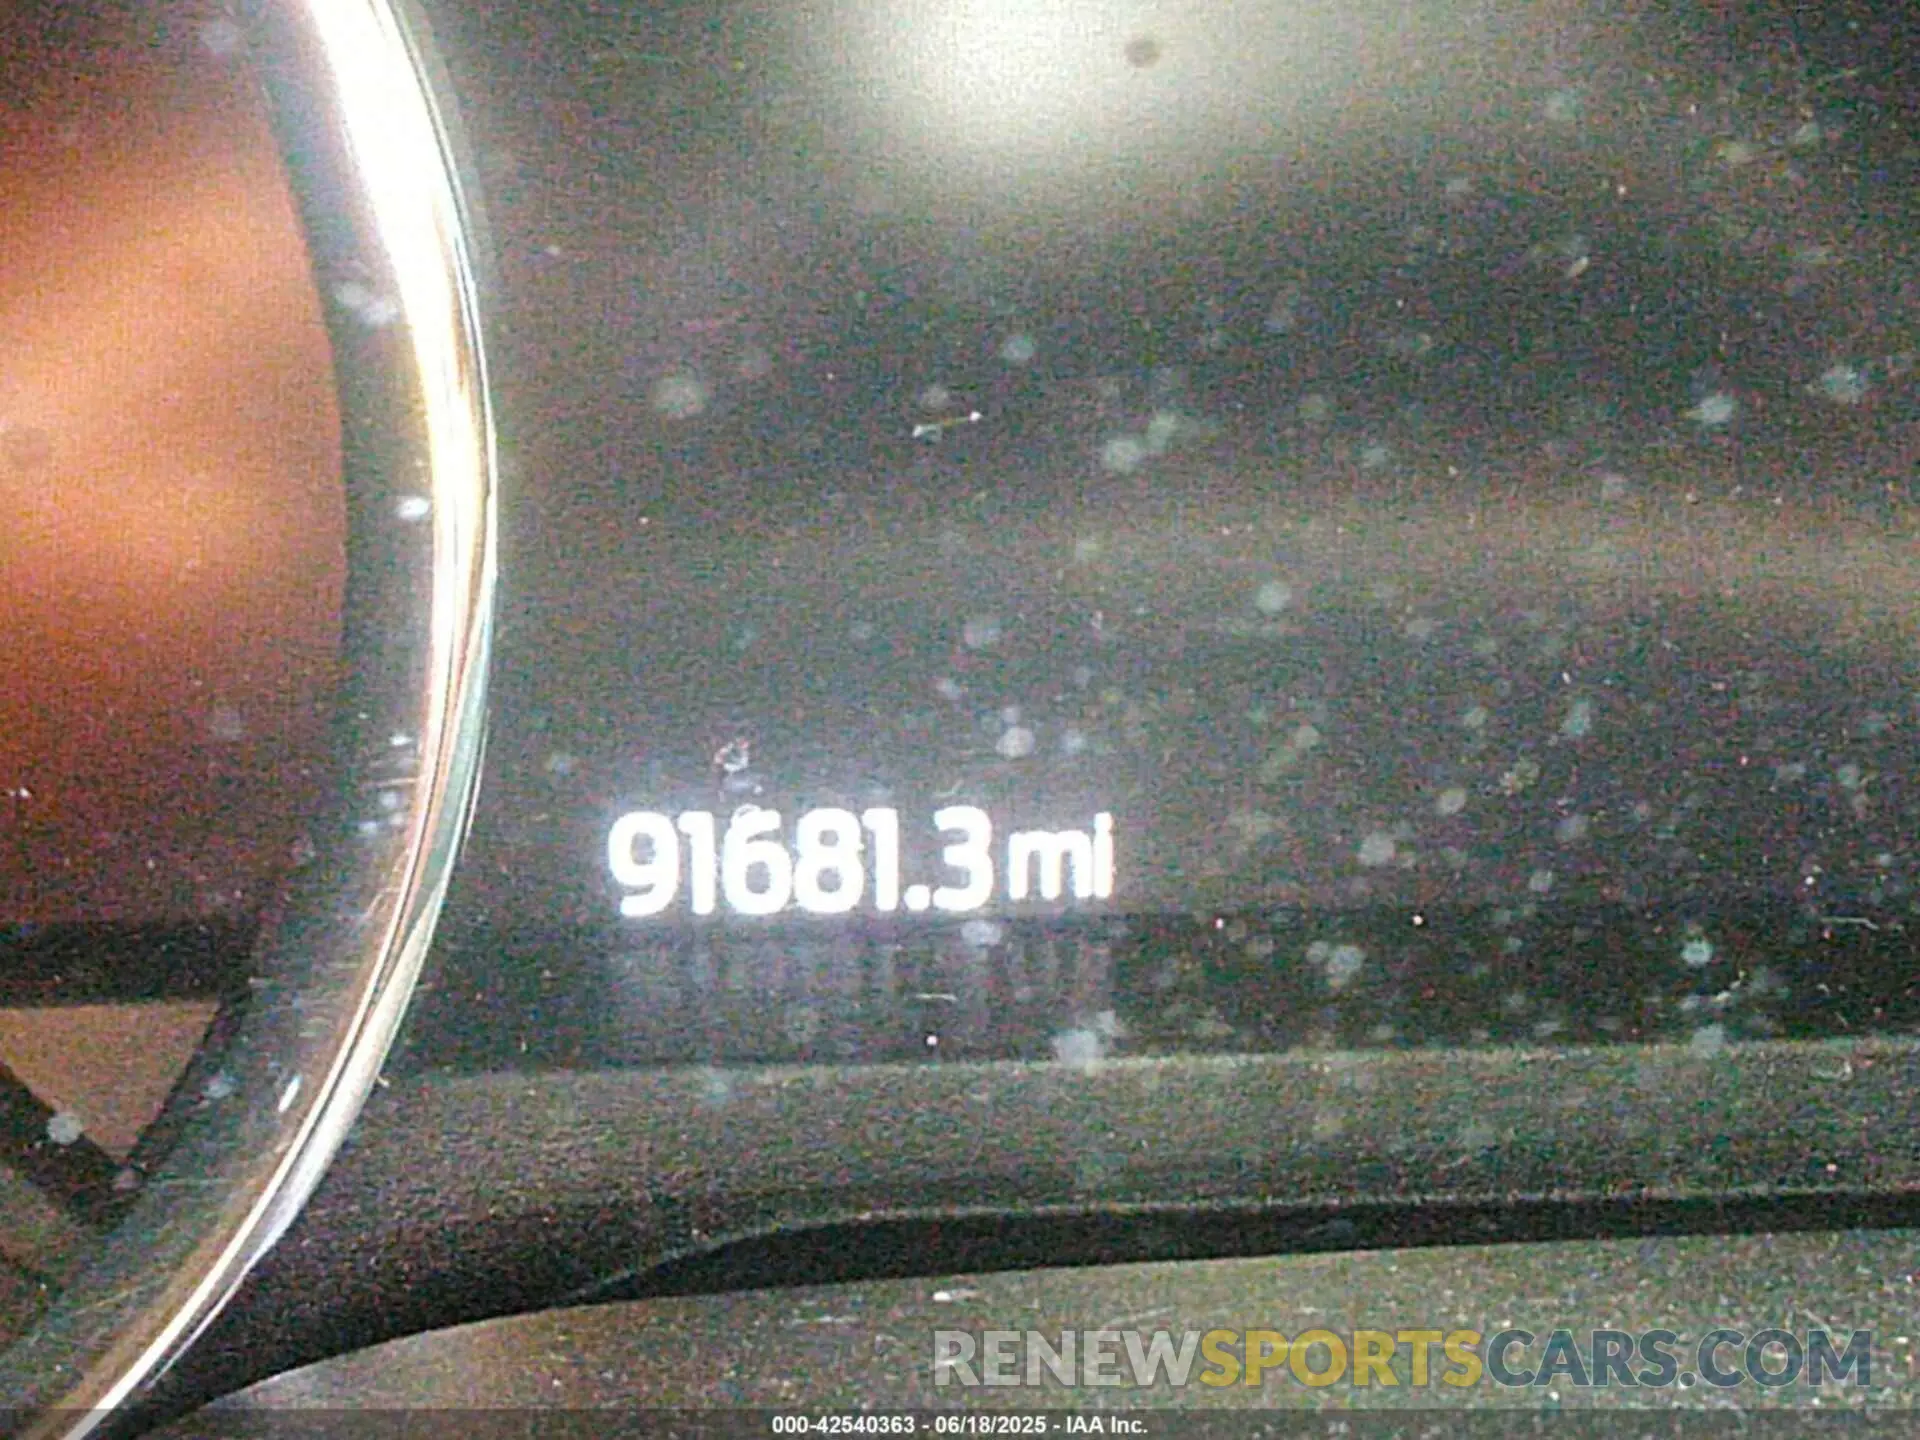 91681.3 mi
RENEWSPORTSCARS.COM
000-42540363 - 06/18/2025 - IAA Inc.